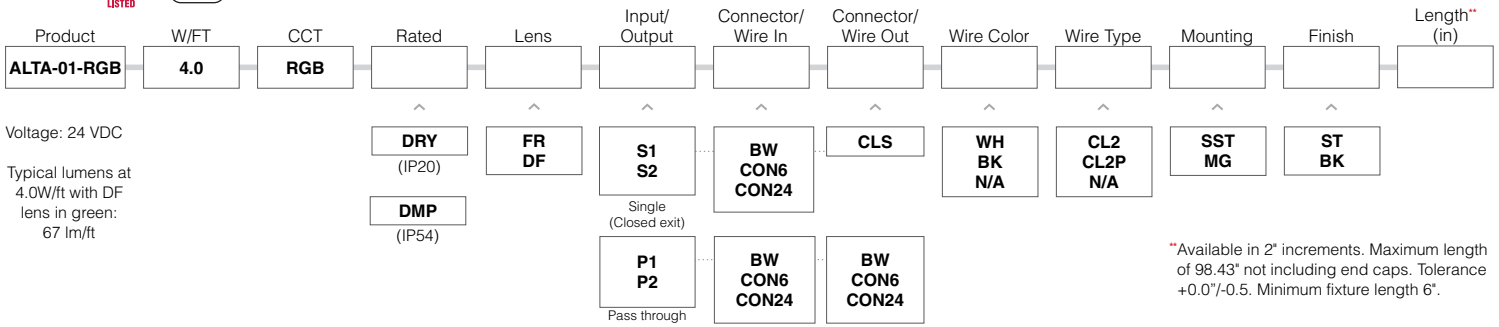 LISTED
Product
W/FT
CCT
Rated
Lens
Input/
Output
Connector/
Wire In
Connector/
Wire Out
Wire Color
Wire Type
Mounting
Finish
Length**
(in)
ALTA-01-RGB
4.0
RGB
Voltage: 24 VDC
Typical lumens at
4.0W/ft with DF
lens in green:
67 lm/ft
DRY
(IP20)
DMP
(IP54)
FR
DF
S1
S2
Single
(Closed exit)
P1
P2
Pass through
BW
CON6
CON24
BW
CON6
CON24
CLS
BW
CON6
CON24
WH
BK
N/A
CL2
CL2P
N/A
SST
MG
ST
BK
**Available in 2" increments. Maximum length
of 98.43" not including end caps. Tolerance
+0.0"/-0.5. Minimum fixture length 6".